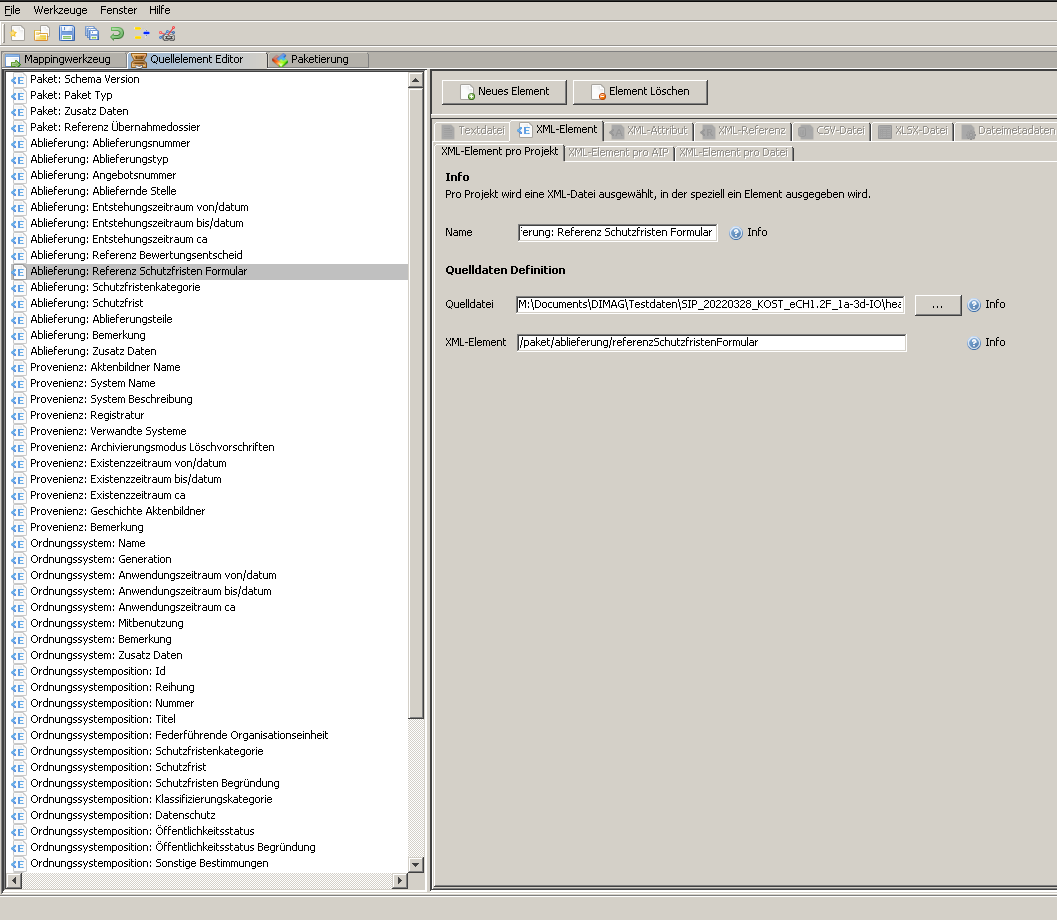 File Werkzeuge Fenster Hilfe
Mappingwerkzeug Quellelement Editor Paketierung
Paket: Schema Version
Paket: Paket Typ
Paket: Zusatz Daten
Paket: Referenz Übernahmedossier
Ablieferung: Ablieferungsnummer
Ablieferung: Ablieferungstyp
Ablieferung: Angebotsnummer
Ablieferung: Abliefernde Stelle
Ablieferung: Entstehungszeitraum von/datum
Ablieferung: Entstehungszeitraum bis/datum
Ablieferung: Entstehungszeitraum ca
Ablieferung: Referenz Bewertungsentscheid
Ablieferung: Referenz Schutzfristen Formular
Ablieferung: Schutzfristenkategorie
Ablieferung: Schutzfrist
Ablieferung: Ablieferungsteile
Ablieferung: Bemerkung
Ablieferung: Zusatz Daten
Provenienz: Aktenbildner Name
Provenienz: System Name
Provenienz: System Beschreibung
Provenienz: Registratur
Provenienz: Verwandte Systeme
Provenienz: Archivierungsmodus Löschvorschriften
Provenienz: Existenzzeitraum von/datum
Provenienz: Existenzzeitraum bis/datum
Provenienz: Existenzzeitraum ca
Provenienz: Geschichte Aktenbildner
Provenienz: Bemerkung
Ordnungssystem: Name
Ordnungssystem: Generation
Ordnungssystem: Anwendungszeitraum von/datum
Ordnungssystem: Anwendungszeitraum bis/datum
Ordnungssystem: Anwendungszeitraum ca
Ordnungssystem: Mitbenutzung
Ordnungssystem: Bemerkung
Ordnungssystem: Zusatz Daten
Ordnungssystemposition: Id
Ordnungssystemposition: Reihung
Ordnungssystemposition: Nummer
Ordnungssystemposition: Titel
Ordnungssystemposition: Federführende Organisationseinheit
Ordnungssystemposition: Schutzfristenkategorie
Ordnungssystemposition: Schutzfrist
Ordnungssystemposition: Schutzfristen Begründung
Ordnungssystemposition: Klassifizierungskategorie
Ordnungssystemposition: Datenschutz
Ordnungssystemposition: Öffentlichkeitsstatus
Ordnungssystemposition: Öffentlichkeitsstatus Begründung
Ordnungssystemposition: Sonstige Bestimmungen
Neues Element Element Löschen
Textdatei XML-Element XML-Attribut XML-Referenz CSV-Datei XLSX-Datei Dateimetadaten
XML-Element pro Projekt XML-Element pro AIP XML-Element pro Datei
Info
Pro Projekt wird eine XML-Datei ausgewählt, in der speziell ein Element ausgegeben wird.
Name erung: Referenz Schutzfristen Formular Info
Quelldaten Definition
Quelldatei M:\Documents\DIMAG\Testdaten\SIP_20220328_KOST_eCH1.2F_1a-3d-IO\hea ... Info
XML-Element /paket/ablieferung/referenzSchutzfristenFormular Info